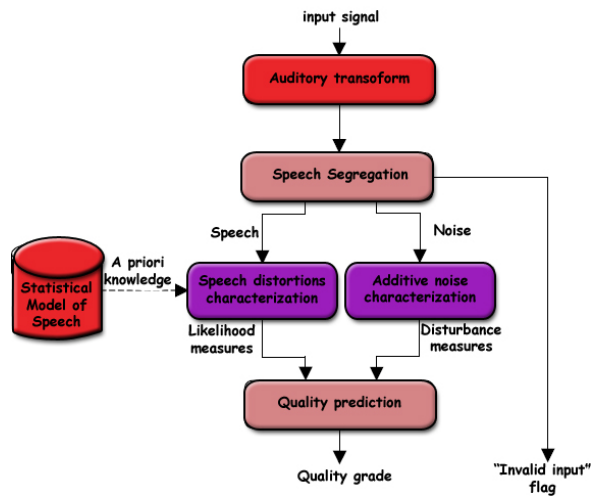 input signal
Auditory transoform
Speech Segregation
Speech
Noise
A priori
knowledge
Statistical
Model of
Speech
Speech distortions
characterization
Additive noise
characterization
Likelihood
measures
Disturbance
measures
Quality prediction
Quality grade
"Invalid input"
flag